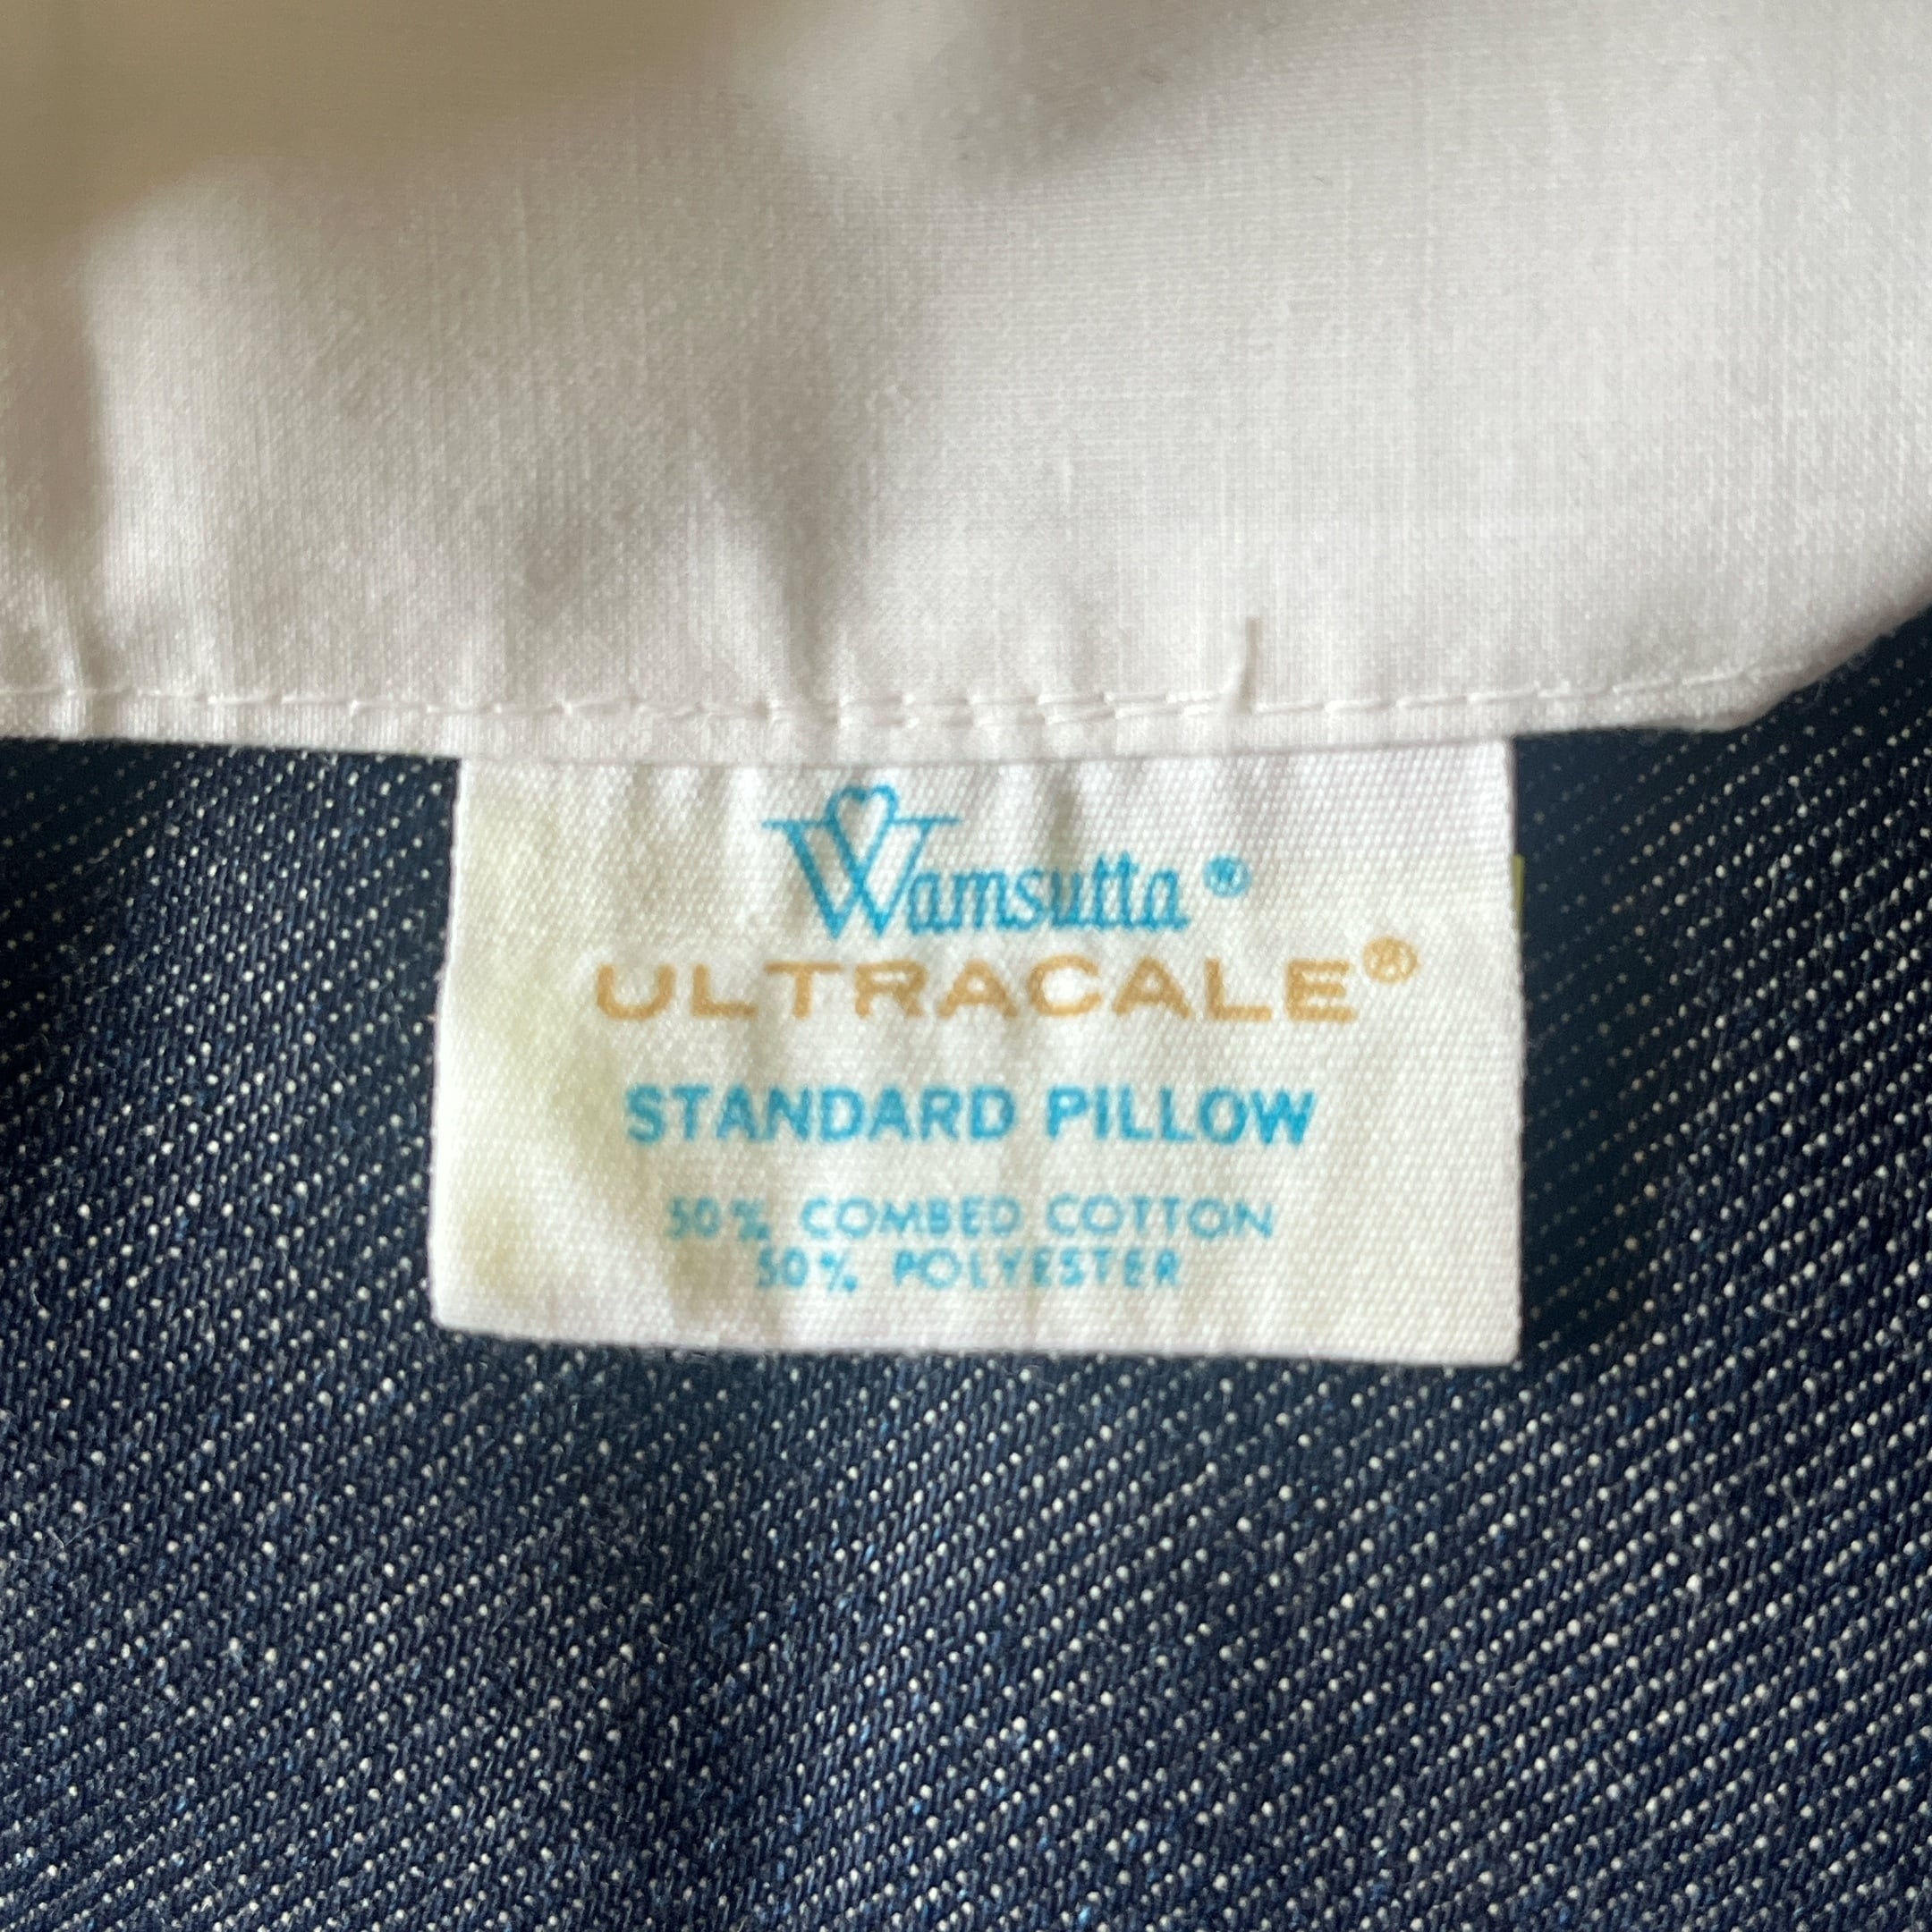 Wamsutta®
ULTRACALE®
STANDARD PILLOW
50% COMBED COTTON
50% POLYESTER